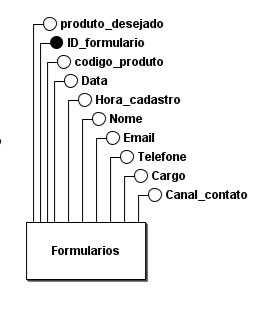 produto_desejado
ID_formulario
codigo_produto
Data
Hora_cadastro
Nome
Email
Telefone
Cargo
Canal_contato
Formularios